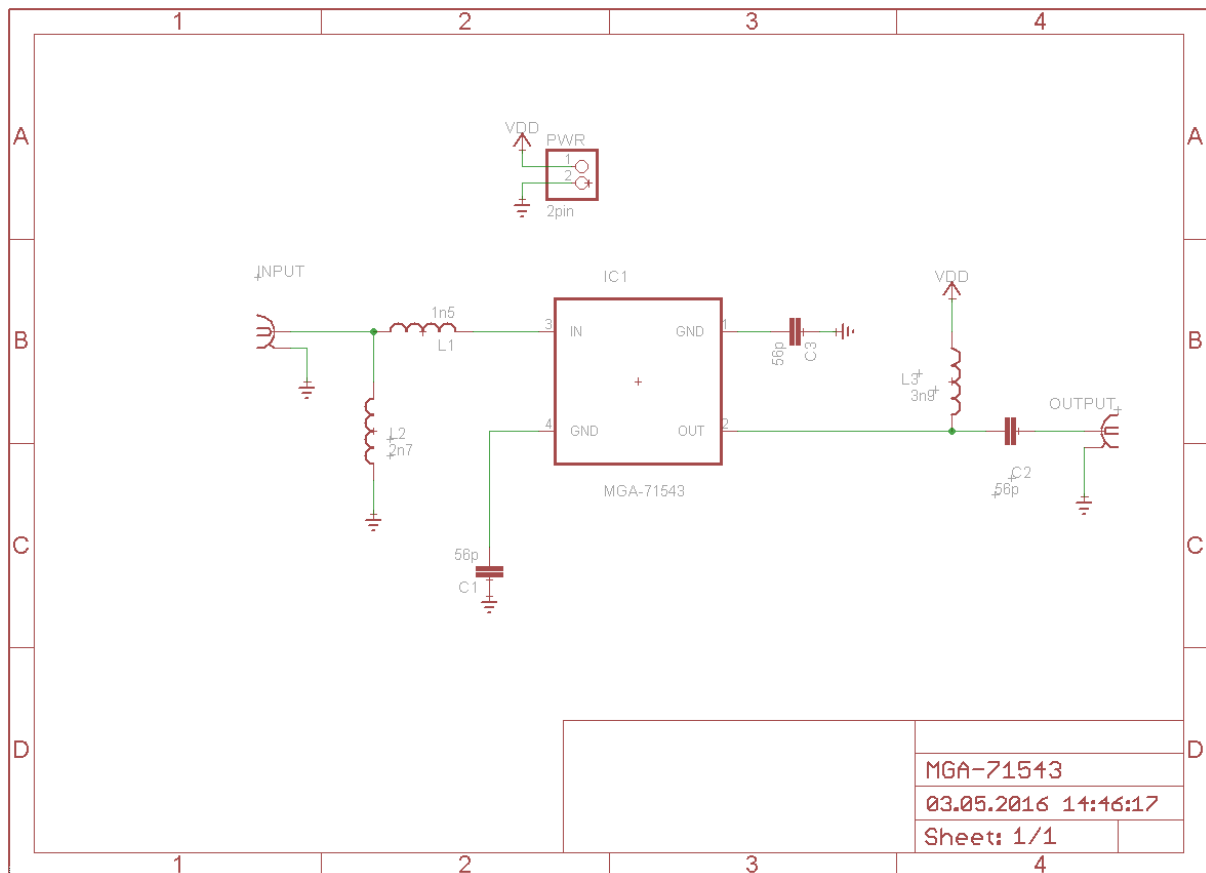 1 2 3 4
A A
VDD
PWR
1
2
2pin
INPUT
IC1
VDD
1n5
3 IN
GND 1
B B
L1
56p
C3
L3
3n9
OUTPUT
4 GND
OUT 2
L2
2n7
C2
56p
MGA-71543
C C
56p
C1
D D
MGA-71543
03.05.2016 14:46:17
Sheet: 1/1
1 2 3 4